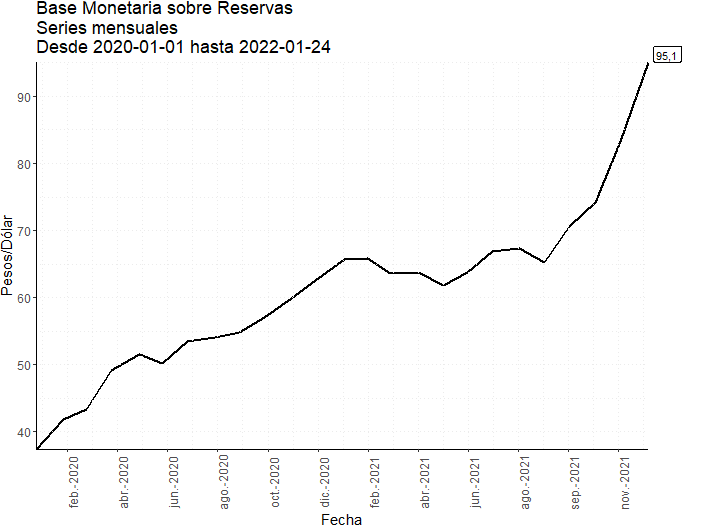 Base Monetaria sobre Reservas
Series mensuales
Desde 2020-01-01 hasta 2022-01-24
95,1
90
80
70
60
50
40
Pesos/Dólar
feb.-2020
abr.-2020
jun.-2020
ago.-2020
oct.-2020
dic.-2020
feb.-2021
abr.-2021
jun.-2021
ago.-2021
sep.-2021
nov.-2021
Fecha